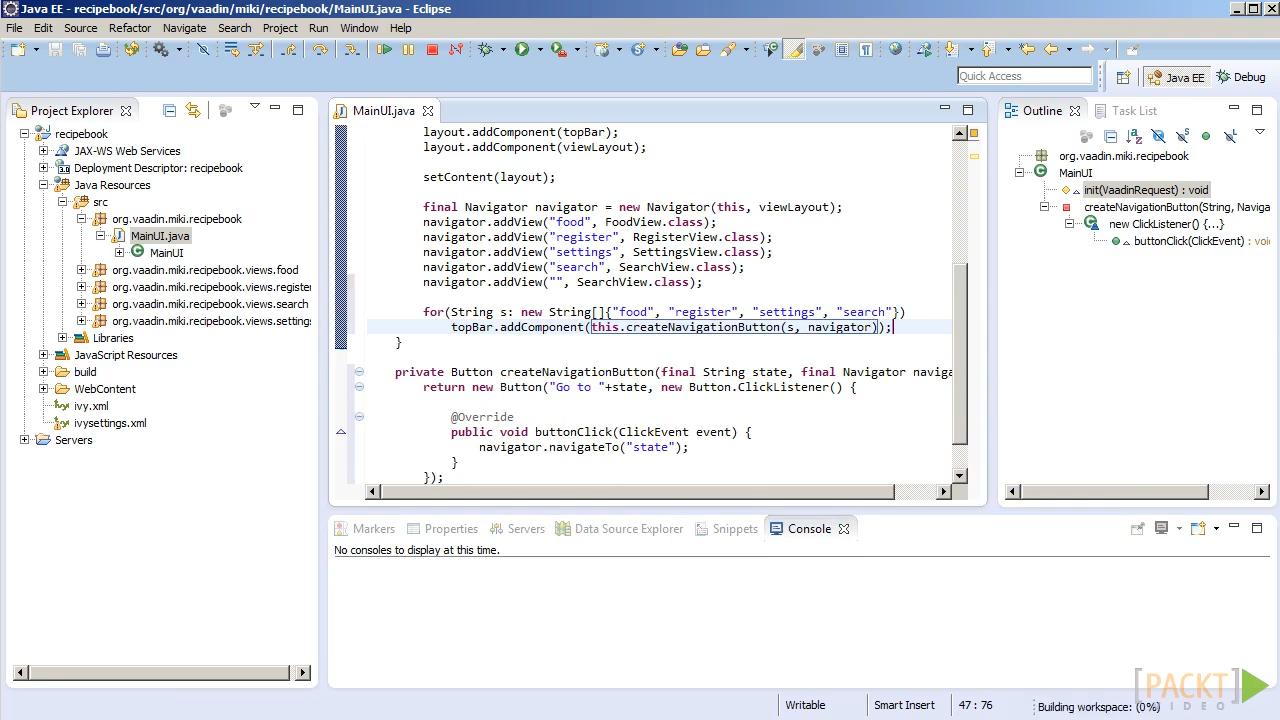 Java EE - recipebook/src/org/vaadin/miki/recipebook/MainUI.java - Eclipse
File Edit Source Refactor Navigate Search Project Run Window Help
Quick Access
Java EE
Debug
Project Explorer
recipebook
JAX-WS Web Services
Deployment Descriptor: recipebook
Java Resources
src
org.vaadin.miki.recipebook
MainUI.java
MainUI
org.vaadin.miki.recipebook.views.food
org.vaadin.miki.recipebook.views.register
org.vaadin.miki.recipebook.views.search
org.vaadin.miki.recipebook.views.settings
Libraries
JavaScript Resources
build
WebContent
ivy.xml
ivysettings.xml
Servers
MainUI.java
layout.addComponent(topBar);
layout.addComponent(viewLayout);
setContent(layout);
final Navigator navigator = new Navigator(this, viewLayout);
navigator.addView("food", FoodView.class);
navigator.addView("register", RegisterView.class);
navigator.addView("settings", SettingsView.class);
navigator.addView("search", SearchView.class);
navigator.addView("", SearchView.class);
for(String s: new String[]{"food", "register", "settings", "search"})
topBar.addComponent(this.createNavigationButton(s, navigator));
}
private Button createNavigationButton(final String state, final Navigator naviga
return new Button("Go to "+state, new Button.ClickListener() {
@Override
public void buttonClick(ClickEvent event) {
navigator.navigateTo("state");
}
});
Outline
Task List
org.vaadin.miki.recipebook
MainUI
init(VaadinRequest) : void
createNavigationButton(String, Naviga
new ClickListener() {...}
buttonClick(ClickEvent) : voi
Markers Properties Servers Data Source Explorer Snippets Console
No consoles to display at this time.
Writable
Smart Insert
47 : 76
Building workspace: (0%)
PACKT
VIDEO